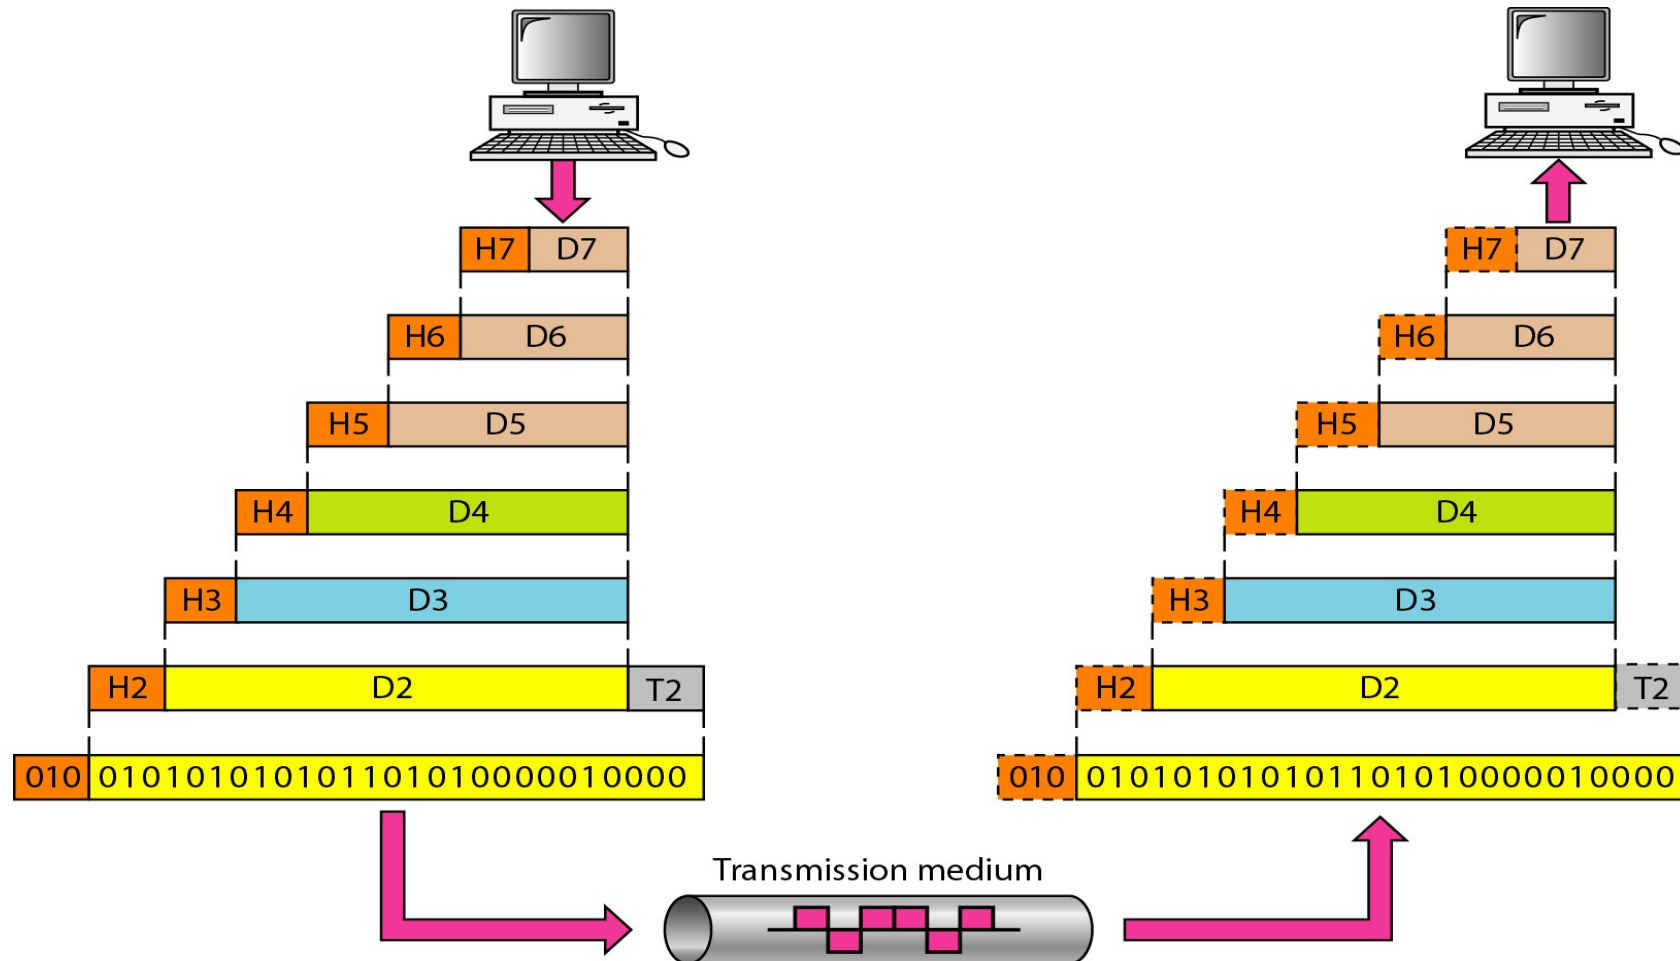 H7 D7
H6 D6
H5 D5
H4 D4
H3 D3
H2 D2 T2
010 010101010101101010000010000
H7 D7
H6 D6
H5 D5
H4 D4
H3 D3
H2 D2 T2
010 010101010101101010000010000
Transmission medium